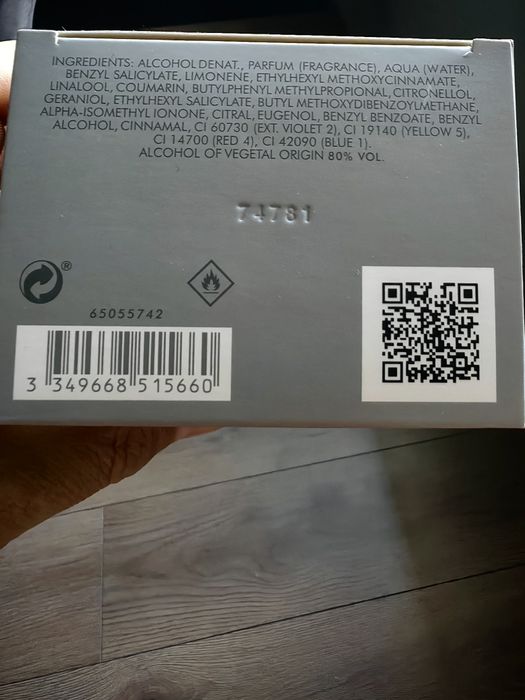 INGREDIENTS: ALCOHOL DENAT., PARFUM (FRAGRANCE), AQUA (WATER),
BENZYL SALICYLATE, LIMONENE, ETHYLHEXYL METHOXYCINNAMATE,
LINALOOL, COUMARIN, BUTYLPHENYL METHYLPROPIONAL, CITRONELLOL,
GERANIOL, ETHYLHEXYL SALICYLATE, BUTYL METHOXYDIBENZOYLMETHANE,
ALPHA-ISOMETHYL IONONE, CITRAL, EUGENOL, BENZYL BENZOATE, BENZYL
ALCOHOL, CINNAMAL, CI 60730 (EXT. VIOLET 2), CI 19140 (YELLOW 5),
CI 14700 (RED 4), CI 42090 (BLUE 1).
ALCOHOL OF VEGETAL ORIGIN 80% VOL.
74781
®
65055742
3 349668 515660